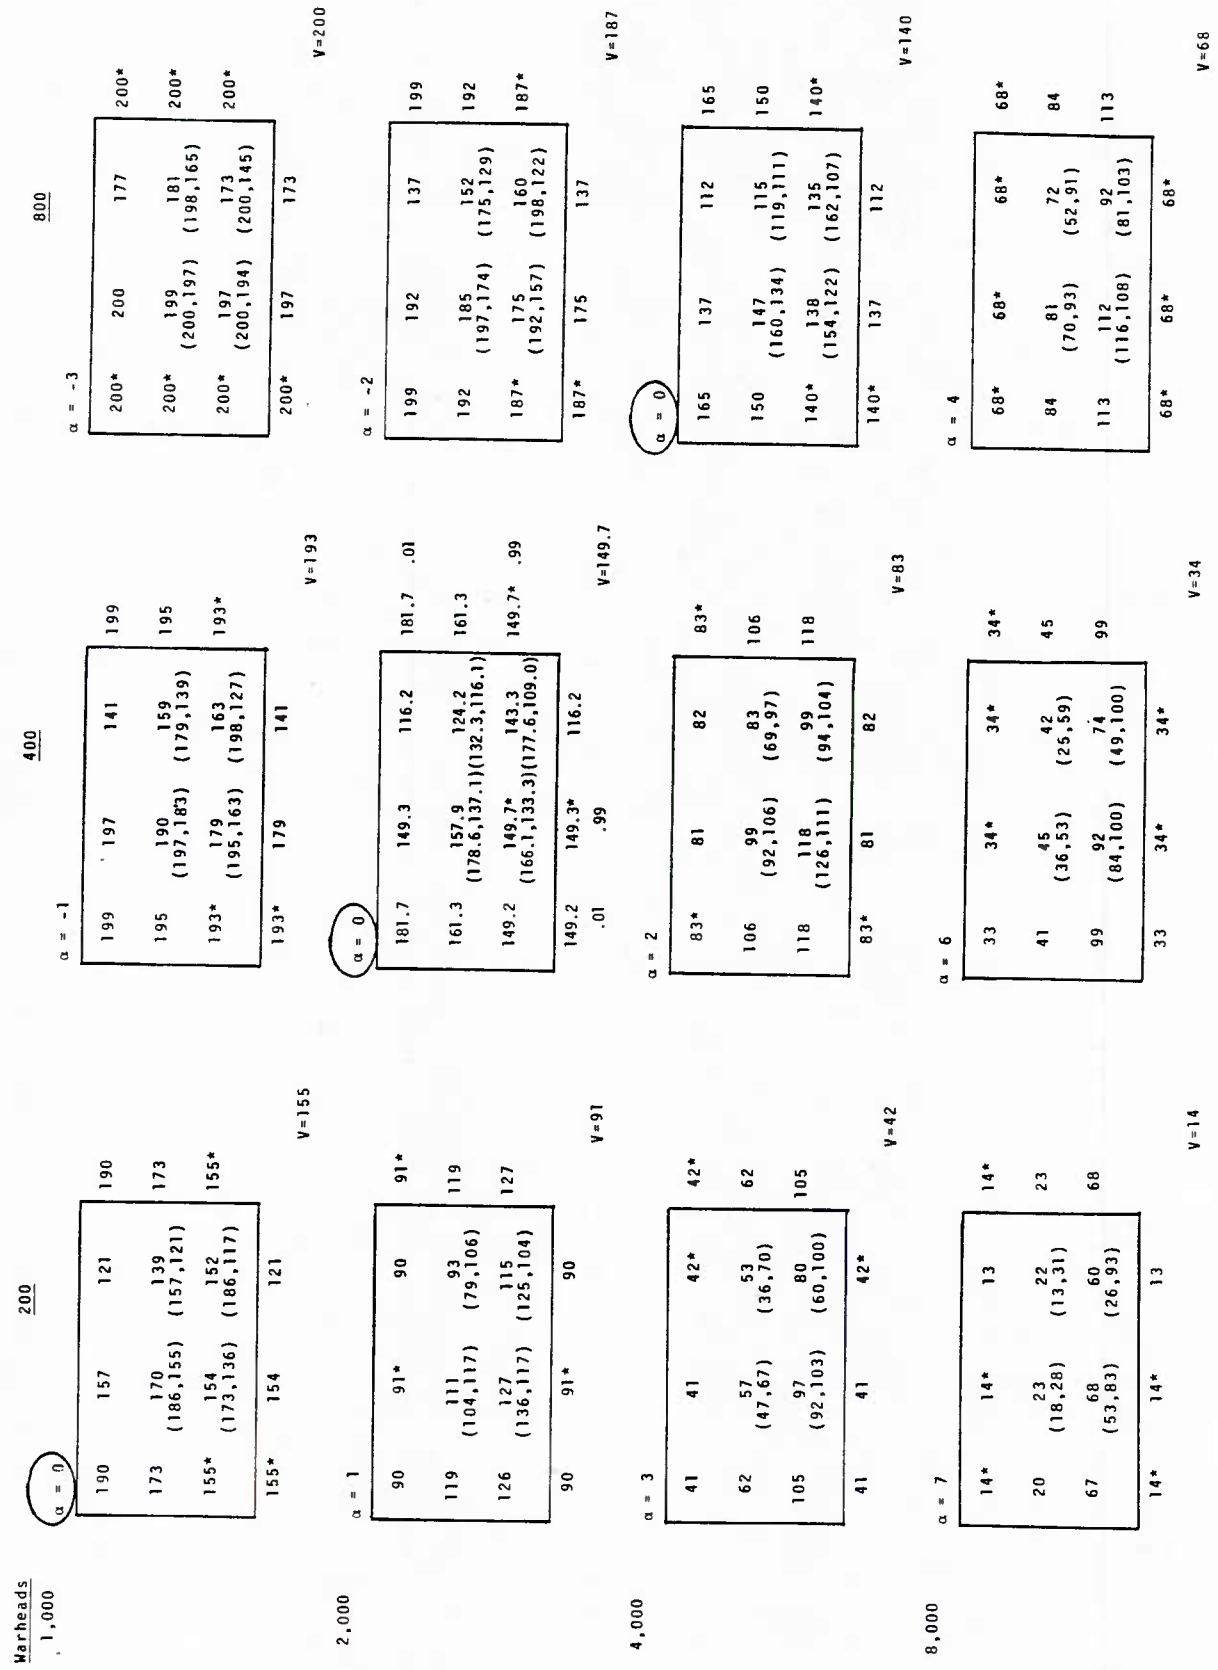 200 400 800
Warheads
1,000
α = 0
190 157 121 190
173 170 139 173
(186,155) (157,121)
155* 154 152 155*
(173,136) (186,117)
155* 154 121
V=155
α = -1
199 197 141 199
195 190 159 195
(197,183) (179,139)
193* 179 163 193*
(195,163) (198,127)
193* 179 141
V=193
α = -3
200* 200 177 200*
200* 199 181 200*
(200,197) (198,165)
200* 197 173 200*
(200,194) (200,145)
200* 197 173
V=200
2,000
α = 1
90 91* 90 91*
119 111 93 119
(104,117) (79,106)
126 127 115 127
(136,117) (125,104)
90 91* 90
V=91
α = 0
181.7 149.3 116.2 181.7 .01
161.3 157.9 124.2 161.3
(178.6,137.1)(132.3,116.1)
149.2 149.7* 143.3 149.7* .99
(166.1,133.3)(177.6,109.0)
149.2 149.3* 116.2
.01 .99
V=149.7
α = -2
199 192 137 199
192 185 152 192
(197,174) (175,129)
187* 175 160 187*
(192,157) (198,122)
187* 175 137
V=187
4,000
α = 3
41 41 42* 42*
62 57 53 62
(47,67) (36,70)
105 97 80 105
(92,103) (60,100)
41 41 42*
V=42
α = 2
83* 81 82 83*
106 99 83 106
(92,106) (69,97)
118 118 99 118
(126,111) (94,104)
83* 81 82
V=83
α = 0
165 137 112 165
150 147 115 150
(160,134) (119,111)
140* 138 135 140*
(154,122) (162,107)
140* 137 112
V=140
8,000
α = 7
14* 14* 13 14*
20 23 22 23
(18,28) (13,31)
67 68 60 68
(53,83) (26,93)
14* 14* 13
V=14
α = 6
33 34* 34* 34*
41 45 42 45
(36,53) (25,59)
99 92 74 99
(84,100) (49,100)
33 34* 34*
V=34
α = 4
68* 68* 68* 68*
84 81 72 84
(70,93) (52,91)
113 112 92 113
(116,108) (81,103)
68* 68* 68*
V=68